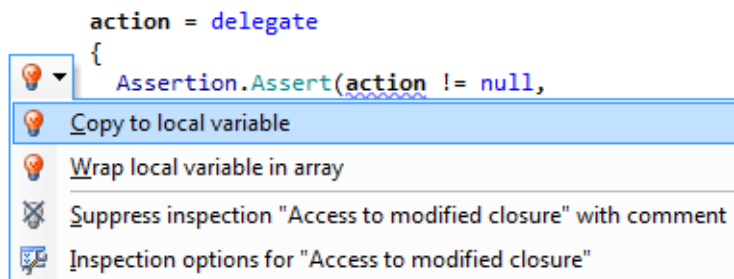 action = delegate
{
Assertion.Assert(action != null,
Copy to local variable
Wrap local variable in array
Suppress inspection "Access to modified closure" with comment
Inspection options for "Access to modified closure"